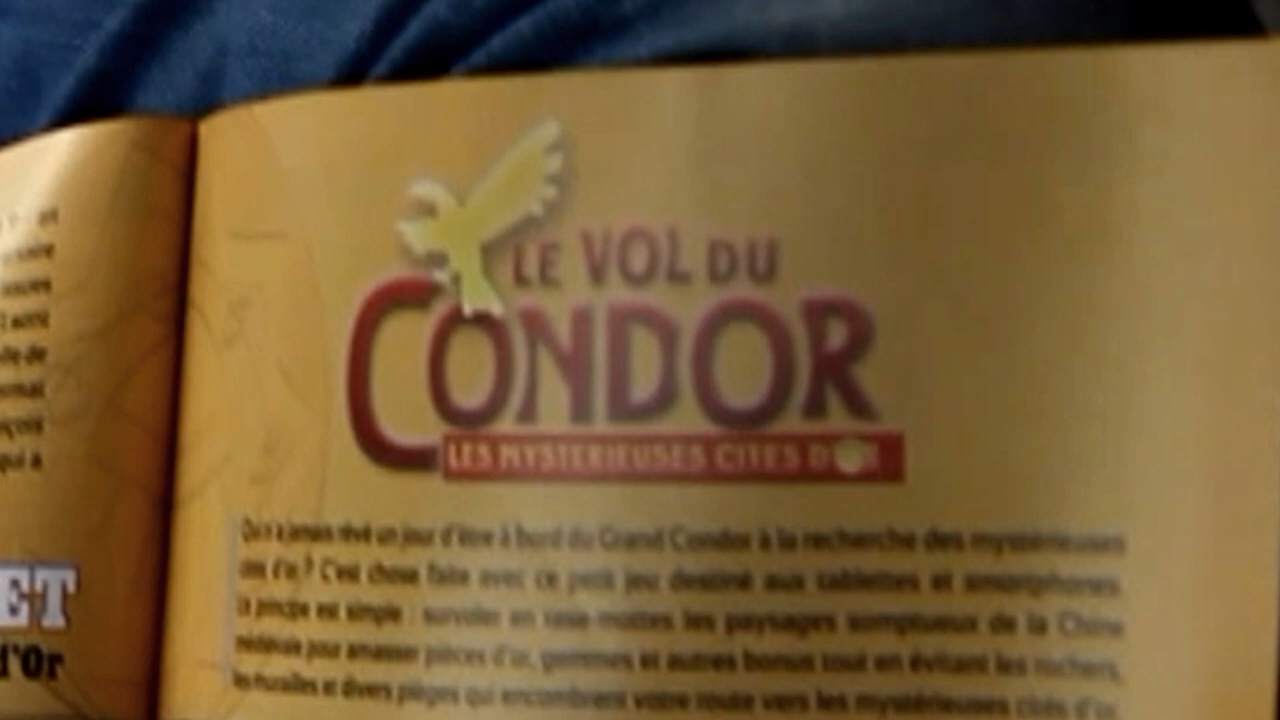 ET
d'Or
LE VOL DU
CONDOR
LES MYSTERIEUSES CITES D'OR
Qui n'a jamais rêvé un jour d'être à bord du Grand Condor à la recherche des mystérieuses
cités d'or ? C'est chose faite avec ce petit jeu destiné aux tablettes et smartphones.
Le principe est simple : survoler en rase-mottes les paysages somptueux de la Chine
médiévale pour amasser pièces d'or, gemmes et autres bonus tout en évitant les rochers,
les murailles et divers pièges qui encombrent votre route vers les mystérieuses cités d'or.